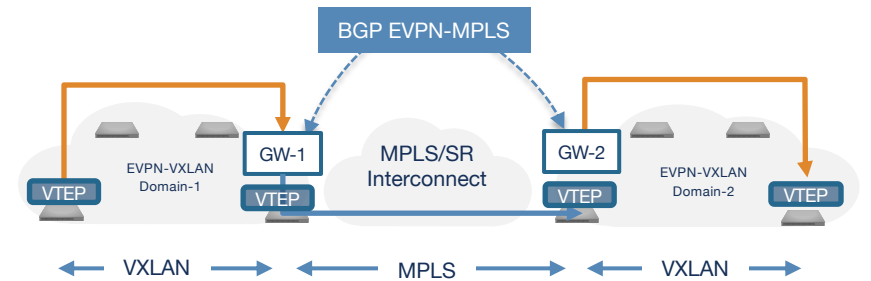 BGP EVPN-MPLS
GW-1
MPLS/SR
Interconnect
GW-2
EVPN-VXLAN
Domain-1
EVPN-VXLAN
Domain-2
VTEP
VTEP
VTEP
VTEP
VXLAN
MPLS
VXLAN